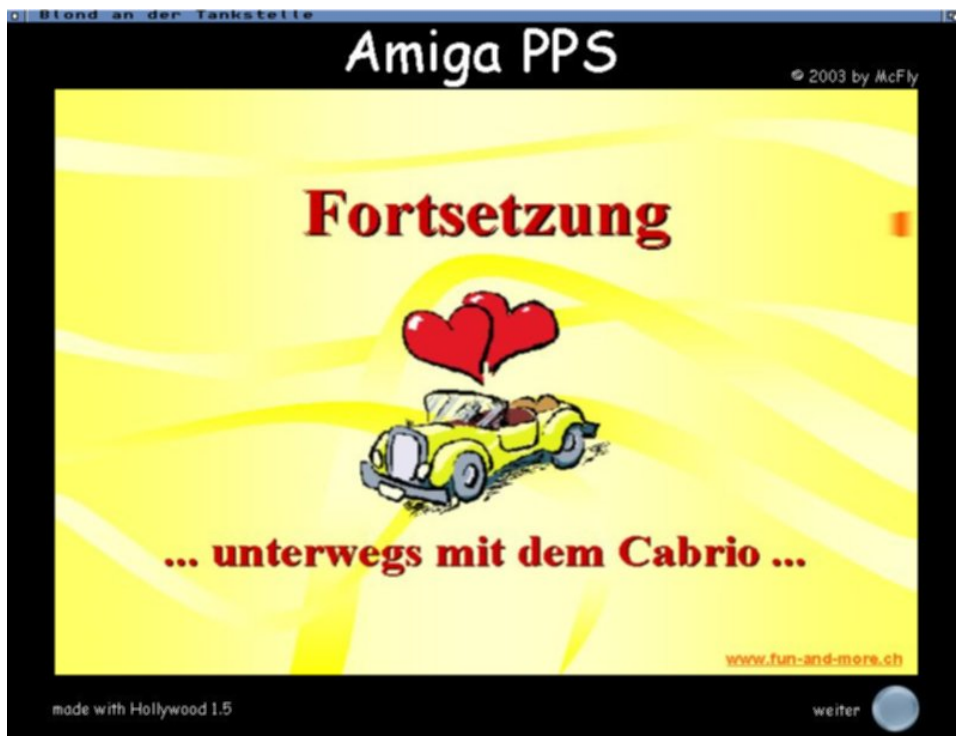 Blond an der Tankstelle
Amiga PPS
© 2003 by McFly
Fortsetzung
... unterwegs mit dem Cabrio ...
www.fun-and-more.ch
made with Hollywood 1.5
weiter